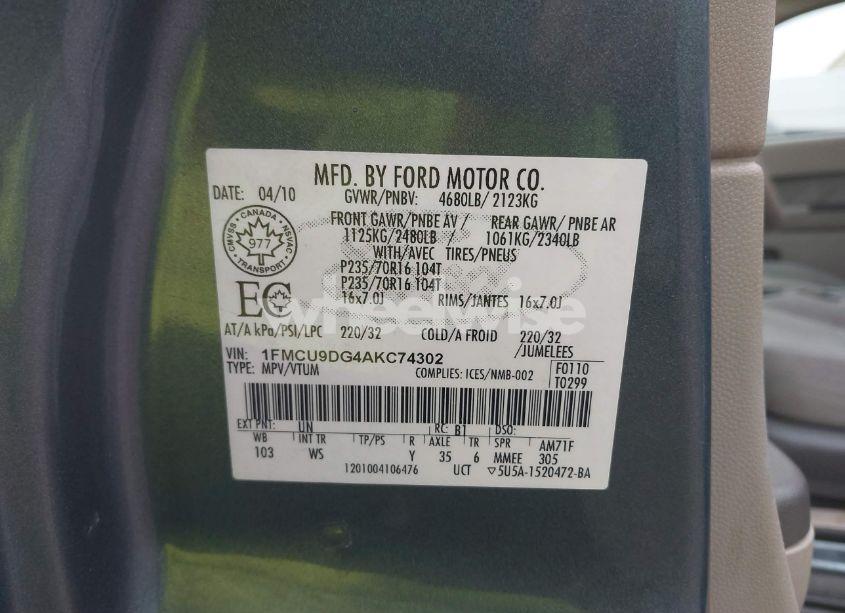 MFD. BY FORD MOTOR CO.
DATE: 04/10
GVWR/PNBV: 4680LB/ 2123KG
FRONT GAWR/PNBE AV / REAR GAWR/ PNBE AR
1125KG/2480LB 1061KG/2340LB
WITH/AVEC TIRES/PNEUS
P235/70R16 104T
P235/70R16 104T
16x7.0J RIMS/JANTES 16x7.0J
CMVSS • CANADA • NSVAC
977
TRANSPORT
EC
wheelwise
AT/A kPa/PSI/LPC 220/32 COLD/A FROID 220/32
/JUMELÉES
VIN: 1FMCU9DG4AKC74302
TYPE: MPV/VTUM COMPLIES: ICES/NMB-002
F0110
T0299
EXT PNT: UN RC: B1 DSO:
WB INT TR TP/PS R AXLE TR SPR AM71F
103 WS Y 35 6 MMEE 305
1201004106476 UCT ▽5U5A-1520472-BA